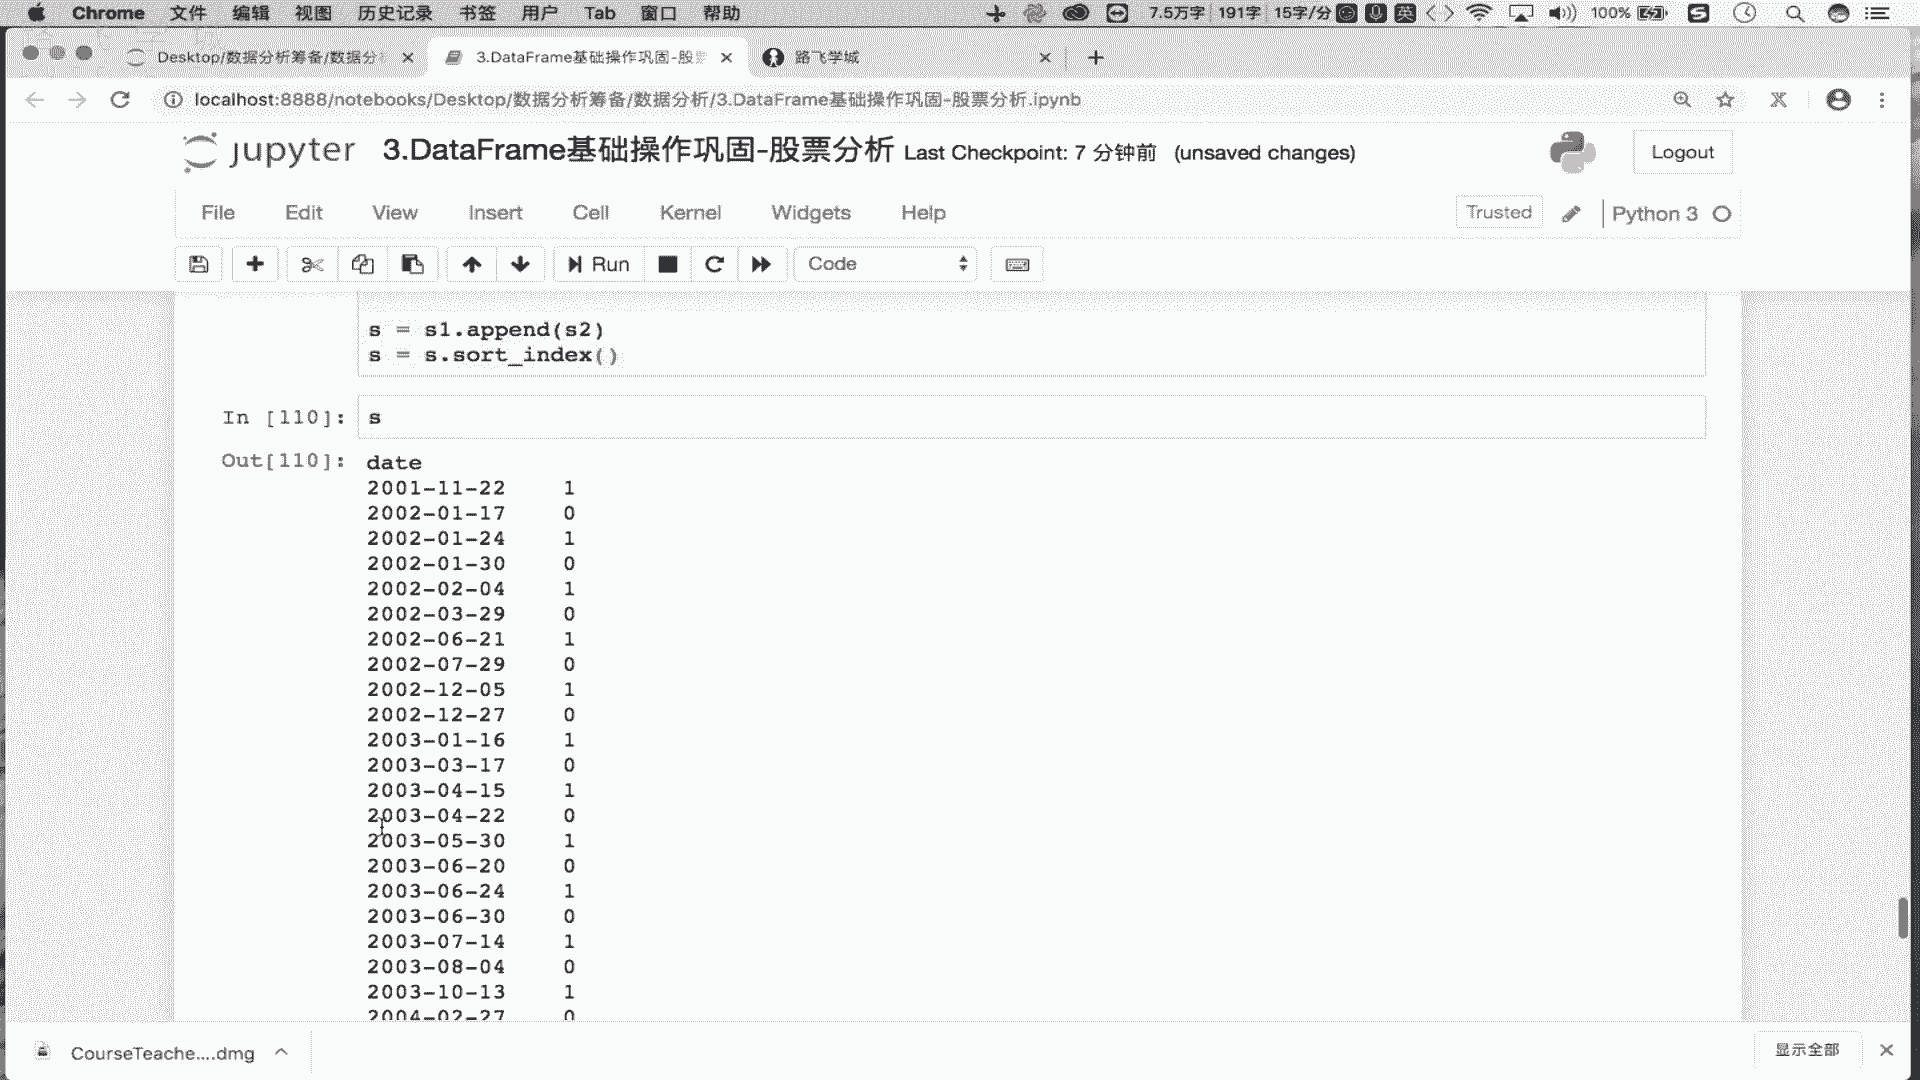 Chrome 文件 编辑 视图 历史记录 书签 用户 Tab 窗口 帮助 7.5万字 191字 15字/分 英 100%
Desktop/数据分析筹备/数据分析 3.DataFrame基础操作巩固-股票 路飞学城
localhost:8888/notebooks/Desktop/数据分析筹备/数据分析/3.DataFrame基础操作巩固-股票分析.ipynb
jupyter 3.DataFrame基础操作巩固-股票分析 Last Checkpoint: 7 分钟前 (unsaved changes) Logout
File Edit View Insert Cell Kernel Widgets Help Trusted Python 3
Run Code
s = s1.append(s2)
s = s.sort_index()
In [110]: s
Out[110]: date
2001-11-22 1
2002-01-17 0
2002-01-24 1
2002-01-30 0
2002-02-04 1
2002-03-29 0
2002-06-21 1
2002-07-29 0
2002-12-05 1
2002-12-27 0
2003-01-16 1
2003-03-17 0
2003-04-15 1
2003-04-22 0
2003-05-30 1
2003-06-20 0
2003-06-24 1
2003-06-30 0
2003-07-14 1
2003-08-04 0
2003-10-13 1
2004-02-27 0
CourseTeache....dmg 显示全部